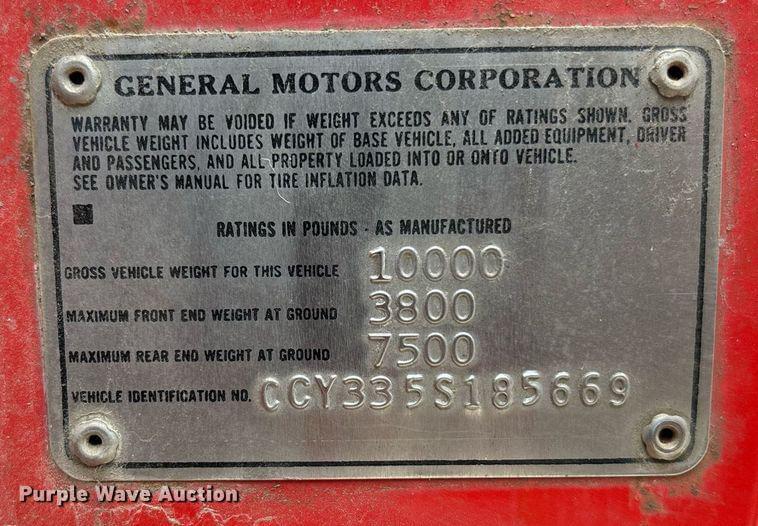 GENERAL MOTORS CORPORATION
WARRANTY MAY BE VOIDED IF WEIGHT EXCEEDS ANY OF RATINGS SHOWN. GROSS
VEHICLE WEIGHT INCLUDES WEIGHT OF BASE VEHICLE, ALL ADDED EQUIPMENT, DRIVER
AND PASSENGERS, AND ALL PROPERTY LOADED INTO OR ONTO VEHICLE.
SEE OWNER'S MANUAL FOR TIRE INFLATION DATA.
RATINGS IN POUNDS - AS MANUFACTURED
GROSS VEHICLE WEIGHT FOR THIS VEHICLE 10000
MAXIMUM FRONT END WEIGHT AT GROUND 3800
MAXIMUM REAR END WEIGHT AT GROUND 7500
VEHICLE IDENTIFICATION NO. CCY335S185669
Purple Wave Auction